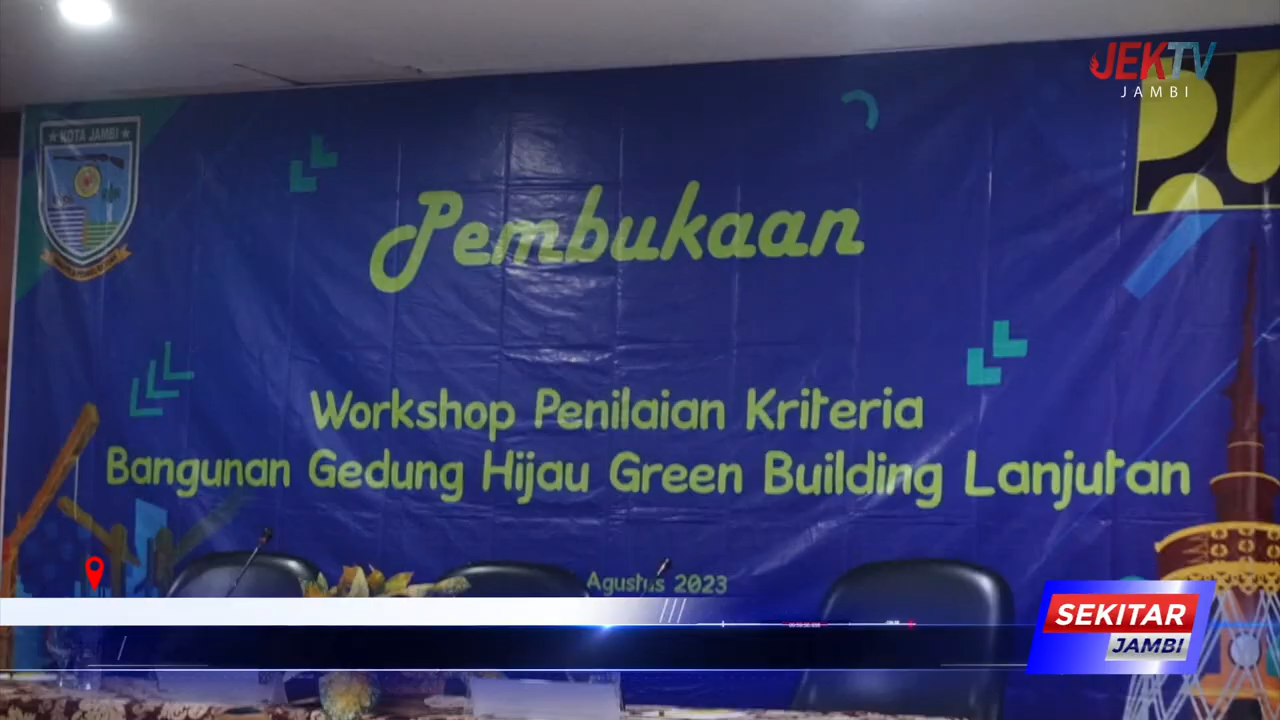 JEKTV
JAMBI
KOTA JAMBI
Pembukaan
Workshop Penilaian Kriteria
Bangunan Gedung Hijau Green Building Lanjutan
Agustus 2023
SEKITAR
JAMBI